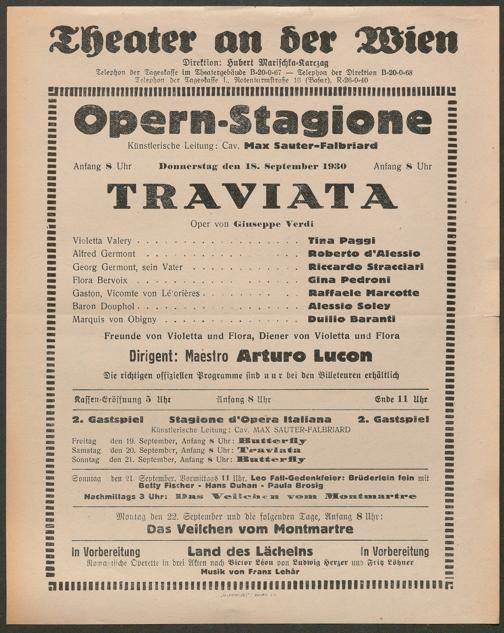 Theater an der Wien
Direktion: Hubert Marischka-Karczag
Telephon der Tageskasse im Theatergebäude B-20-0-67 — Telephon der Direktion B-20-0-68
Telephon der Tageskasse I., Rotenturmstraße 16 (Basar), R-26-0-40
Opern-Stagione
Künstlerische Leitung: Cav. Max Sauter-Falbriard
Anfang 8 Uhr Donnerstag den 18. September 1930 Anfang 8 Uhr
TRAVIATA
Oper von Giuseppe Verdi
Violetta Valery . . . . . . . . . . . . . . . Tina Paggi
Alfred Germont . . . . . . . . . . . . . . . Roberto d'Alessio
Georg Germont, sein Vater . . . . . . . . . . . Riccardo Stracciari
Flora Bervoix . . . . . . . . . . . . . . . Gina Pedroni
Gaston, Vicomte von Létorières . . . . . . . . . Raffaele Marcotte
Baron Douphol . . . . . . . . . . . . . . . Alessio Soley
Marquis von Obigny . . . . . . . . . . . . . Duilio Baranti
Freunde von Violetta und Flora, Diener von Violetta und Flora
Dirigent: Maëstro Arturo Lucon
Die richtigen offiziellen Programme sind nur bei den Billeteuren erhältlich
Kassen-Eröffnung 5 Uhr Anfang 8 Uhr Ende 11 Uhr
2. Gastspiel Stagione d'Opera Italiana 2. Gastspiel
Künstlerische Leitung: Cav. MAX SAUTER-FALBRIARD
Freitag den 19. September, Anfang 8 Uhr: Butterfly
Samstag den 20. September, Anfang 8 Uhr: Traviata
Sonntag den 21. September, Anfang 8 Uhr: Butterfly
Sonntag den 21. September, Vormittags 11 Uhr. Leo Fall-Gedenkfeier: Brüderlein fein mit
Betty Fischer - Hans Duhan - Paula Brosig
Nachmittags 3 Uhr: Das Veilchen vom Montmartre
Montag den 22. September und die folgenden Tage, Anfang 8 Uhr:
Das Veilchen vom Montmartre
In Vorbereitung Land des Lächelns In Vorbereitung
Romantische Operette in drei Akten nach Victor Léon von Ludwig Herzer und Fritz Löhner
Musik von Franz Lehár